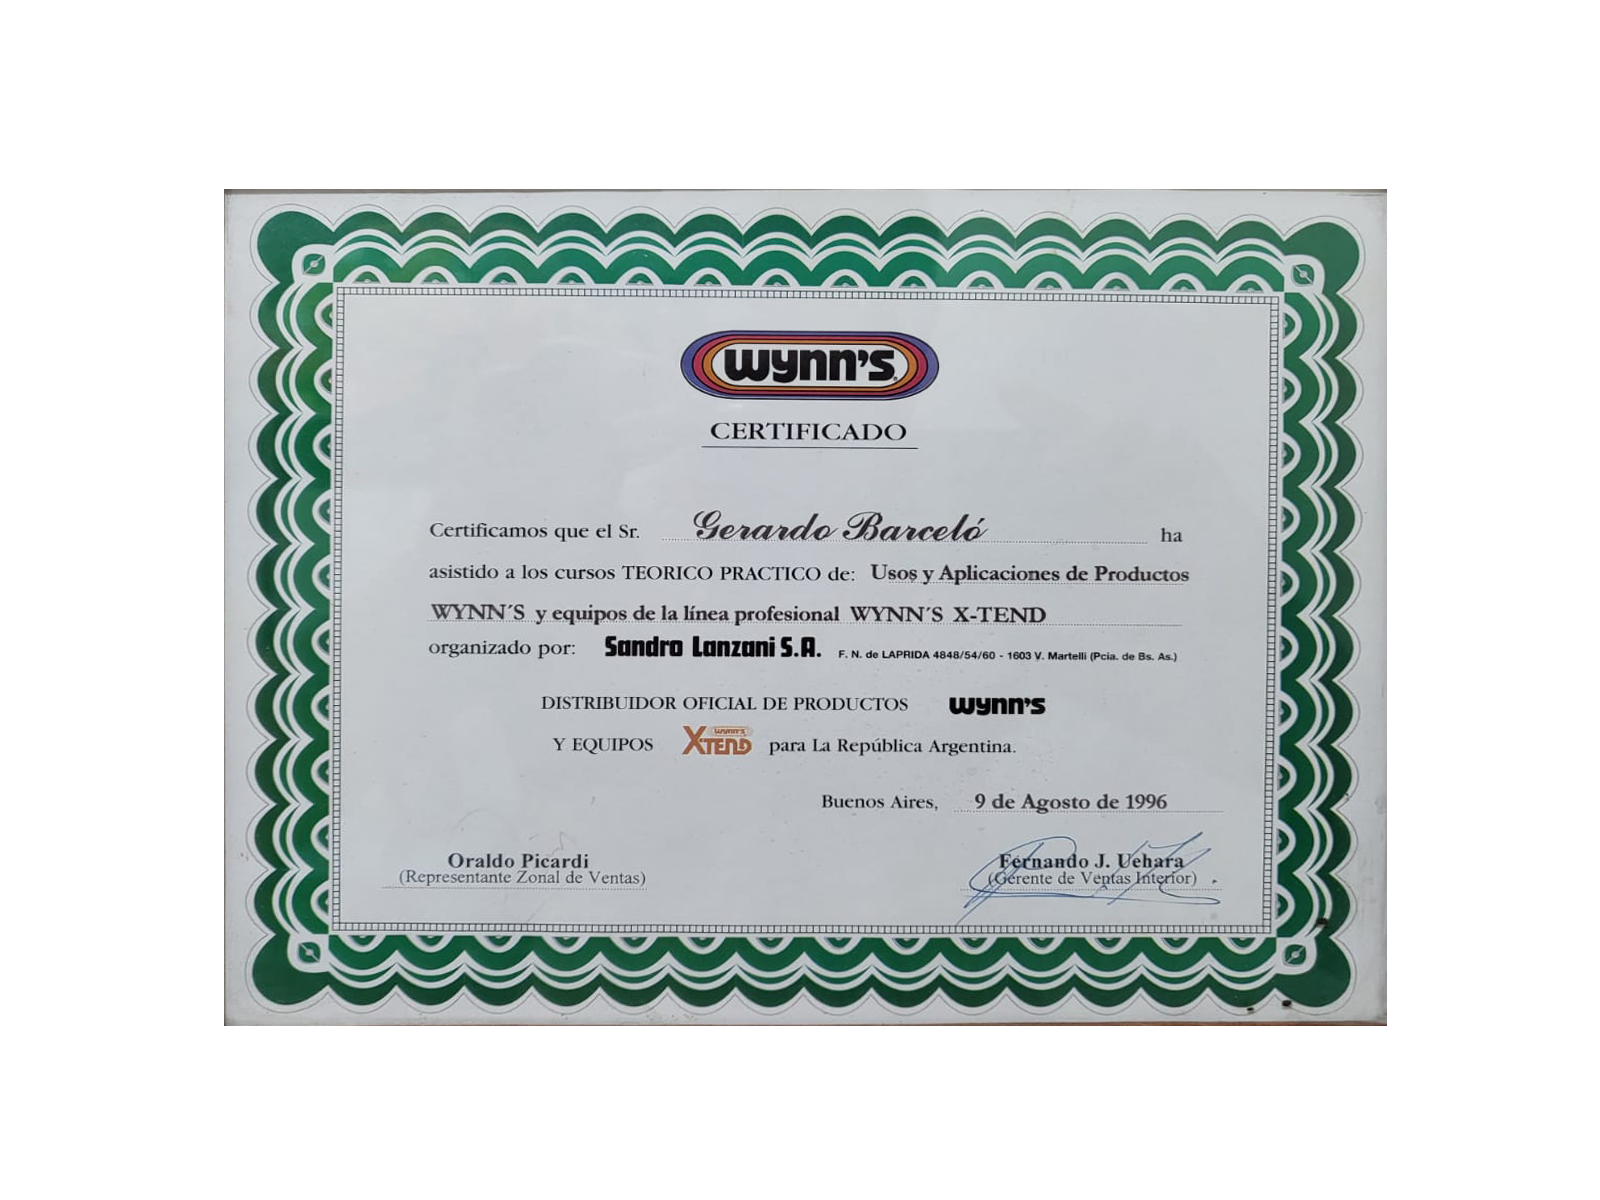 wynn's
CERTIFICADO
Certificamos que el Sr. Gerardo Barceló ha
asistido a los cursos TEORICO PRACTICO de: Usos y Aplicaciones de Productos
WYNN´S y equipos de la línea profesional WYNN´S X-TEND
organizado por: Sandro Lanzani S.A. F. N. de LAPRIDA 4848/54/60 - 1603 V. Martelli (Pcia. de Bs. As.)
DISTRIBUIDOR OFICIAL DE PRODUCTOS wynn's
Y EQUIPOS wynn's X-TEND para La República Argentina.
Buenos Aires, 9 de Agosto de 1996
Oraldo Picardi
(Representante Zonal de Ventas)
Fernando J. Uehara
(Gerente de Ventas Interior)